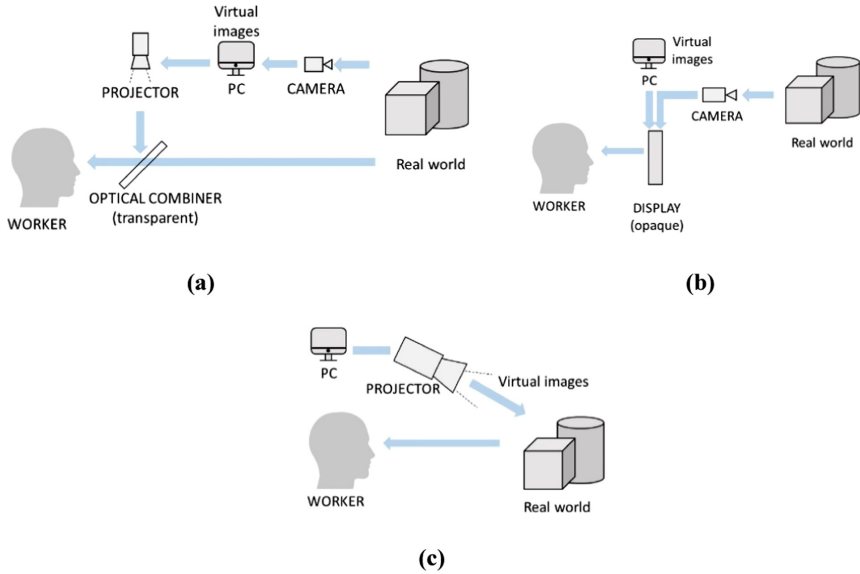 Virtual
images
PROJECTOR
PC
CAMERA
Real world
OPTICAL COMBINER
(transparent)
WORKER
(a)
Virtual
images
PC
CAMERA
Real world
WORKER
DISPLAY
(opaque)
(b)
PC
PROJECTOR
Virtual images
WORKER
Real world
(c)